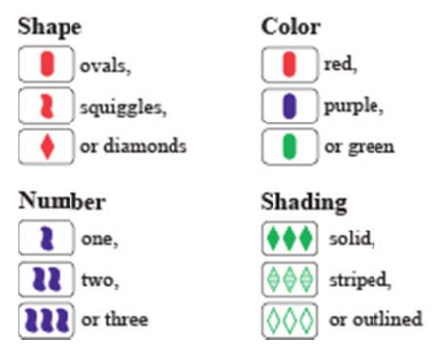 Shape
ovals,
squiggles,
or diamonds
Color
red,
purple,
or green
Number
one,
two,
or three
Shading
solid,
striped,
or outlined